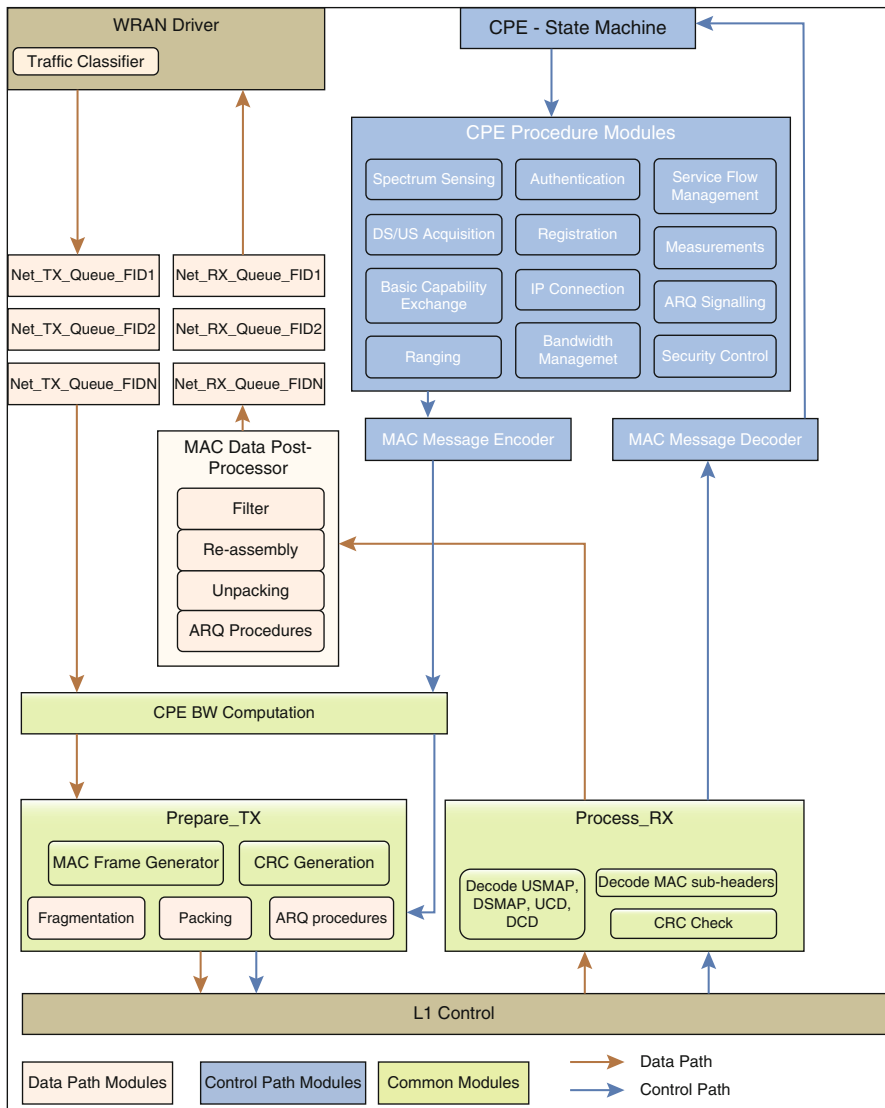 WRAN Driver
Traffic Classifier
CPE - State Machine
CPE Procedure Modules
Spectrum Sensing
Authentication
Service Flow
Management
DS/US Acquisition
Registration
Measurements
Basic Capability
Exchange
IP Connection
ARQ Signalling
Ranging
Bandwidth
Managemet
Security Control
Net_TX_Queue_FID1
Net_RX_Queue_FID1
Net_TX_Queue_FID2
Net_RX_Queue_FID2
Net_TX_Queue_FIDN
Net_RX_Queue_FIDN
MAC Message Encoder
MAC Message Decoder
MAC Data Post-
Processor
Filter
Re-assembly
Unpacking
ARQ Procedures
CPE BW Computation
Prepare_TX
MAC Frame Generator
CRC Generation
Fragmentation
Packing
ARQ procedures
Process_RX
Decode USMAP,
DSMAP, UCD,
DCD
Decode MAC sub-headers
CRC Check
L1 Control
Data Path Modules
Control Path Modules
Common Modules
Data Path
Control Path